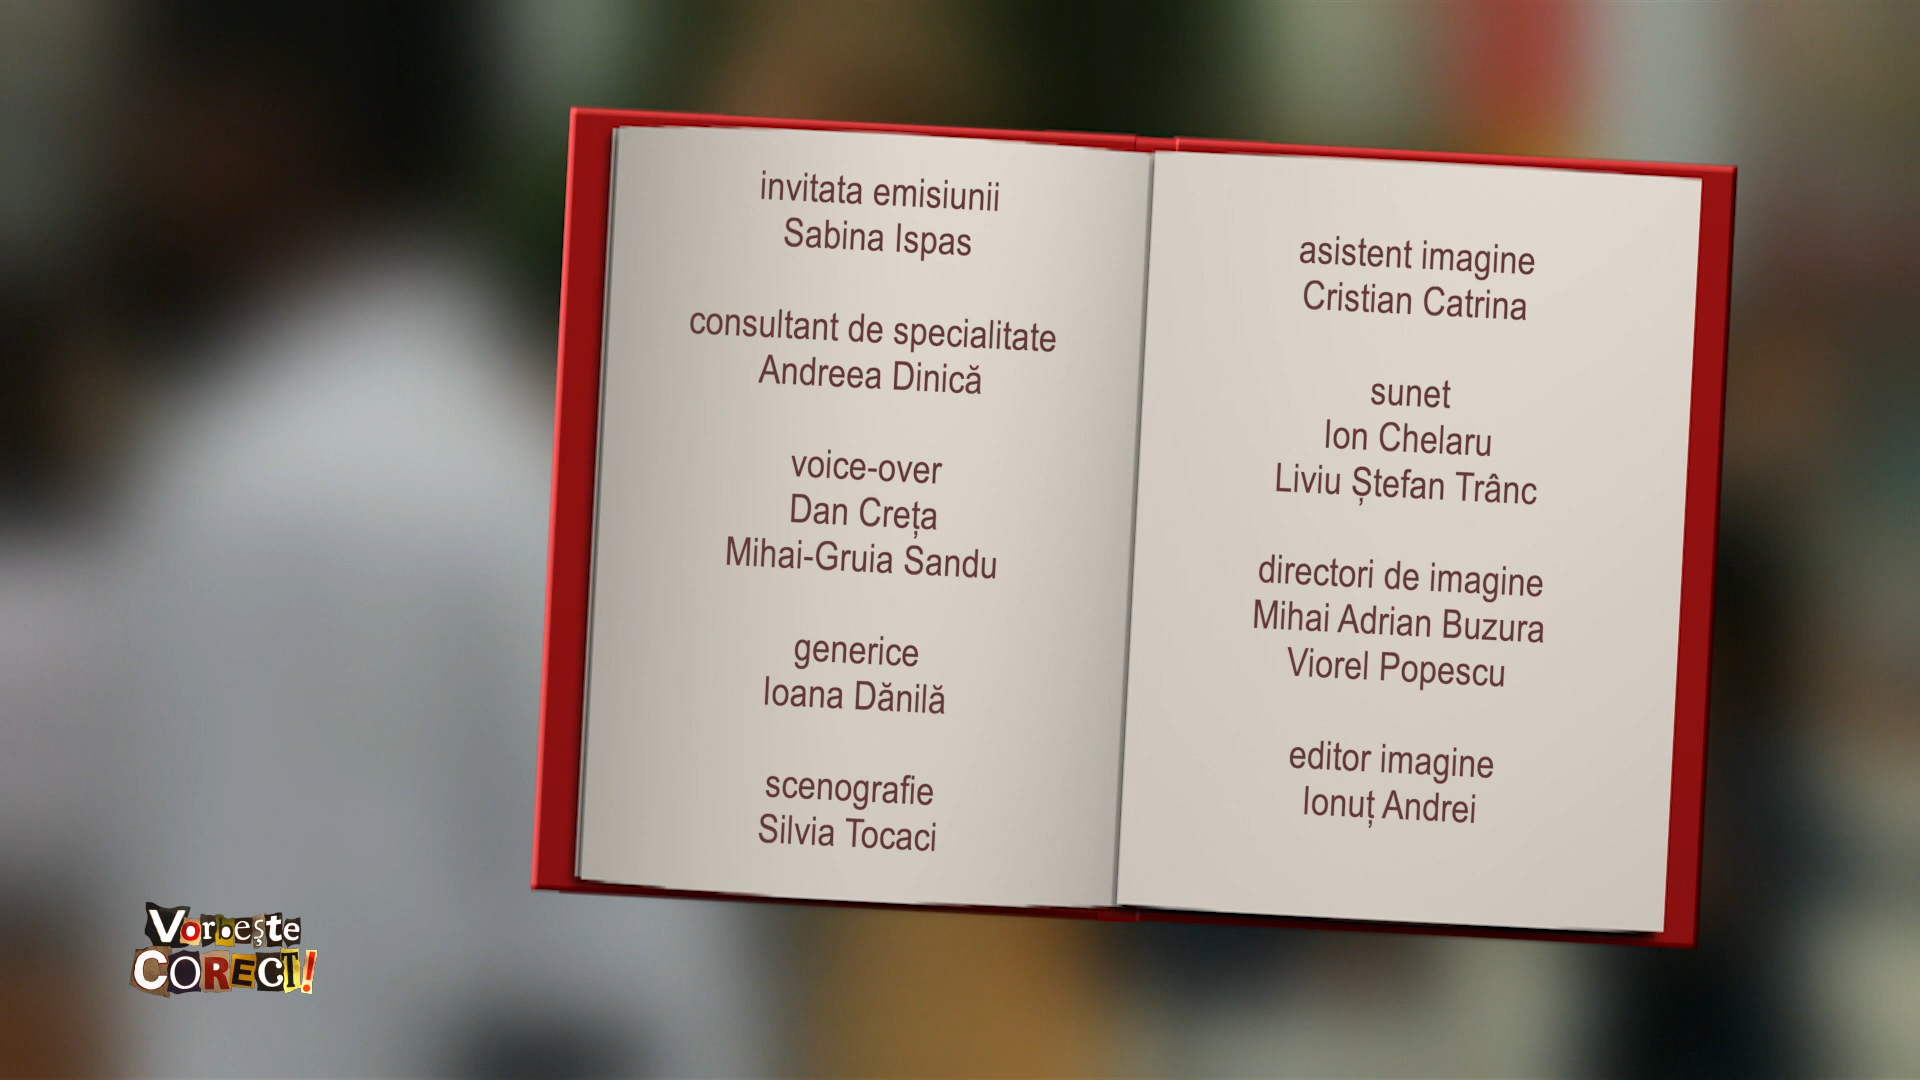 invitata emisiunii
Sabina Ispas
consultant de specialitate
Andreea Dinică
voice-over
Dan Creța
Mihai-Gruia Sandu
generice
Ioana Dănilă
scenografie
Silvia Tocaci
asistent imagine
Cristian Catrina
sunet
Ion Chelaru
Liviu Ștefan Trânc
directori de imagine
Mihai Adrian Buzura
Viorel Popescu
editor imagine
Ionuț Andrei
Vorbește
CORECT!